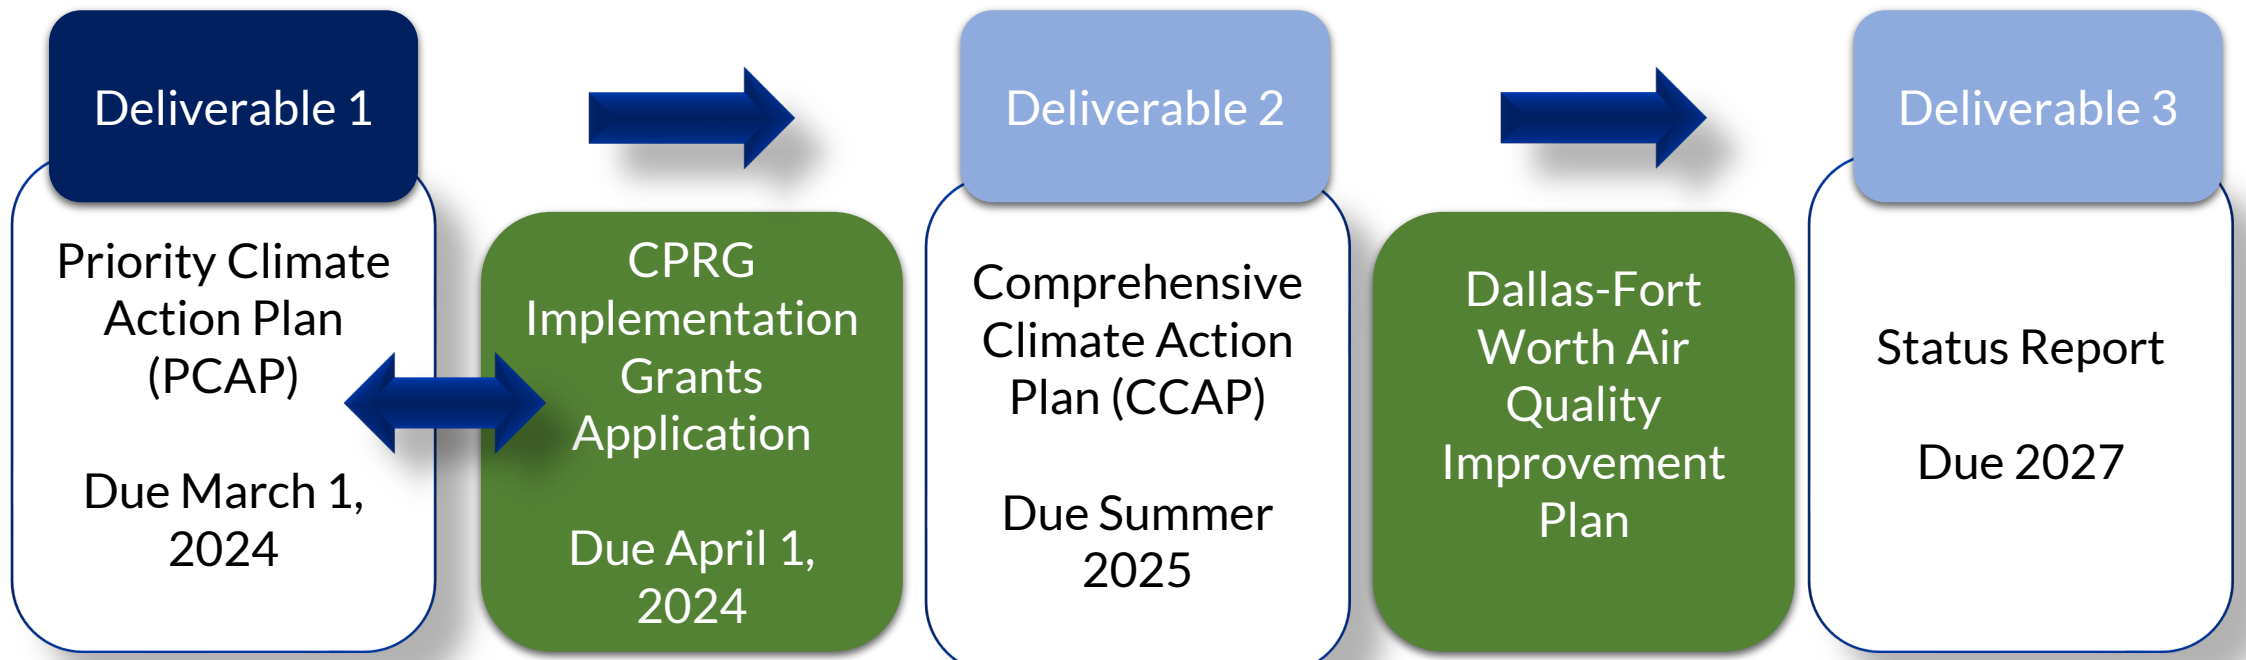 Deliverable 1
Priority Climate
Action Plan
(PCAP)
Due March 1,
2024
CPRG
Implementation
Grants
Application
Due April 1,
2024
Deliverable 2
Comprehensive
Climate Action
Plan (CCAP)
Due Summer
2025
Dallas-Fort
Worth Air
Quality
Improvement
Plan
Deliverable 3
Status Report
Due 2027